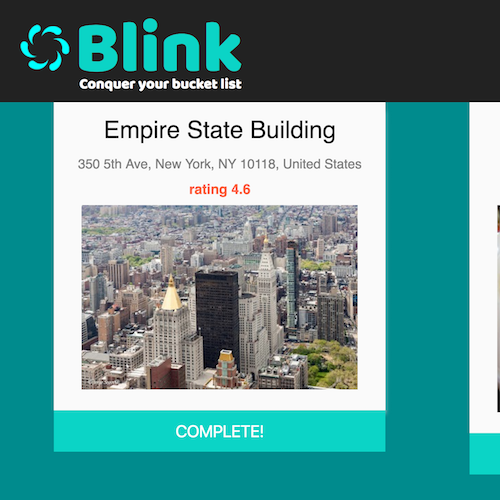 Blink
Conquer your bucket list
Empire State Building
350 5th Ave, New York, NY 10118, United States
rating 4.6
COMPLETE!